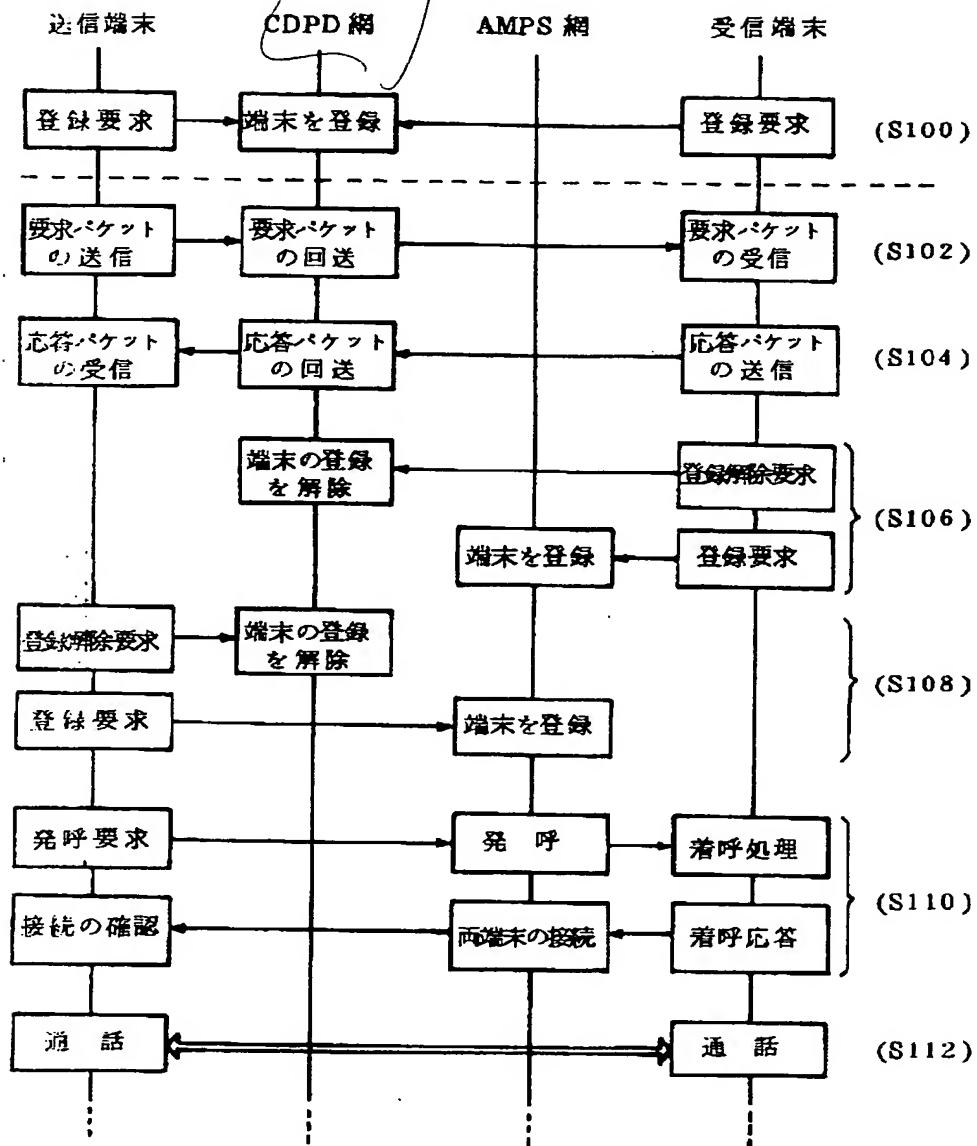 送信端末 CDPD 網 AMPS 網 受信端末
登録要求 端末を登録 登録要求 (S100)
要求パケット 要求パケット 要求パケット
の送信 の回送 の受信 (S102)
応答パケット 応答パケット 応答パケット
の受信 の回送 の送信 (S104)
端末の登録 登録解除要求
を解除
(S106)
端末を登録 登録要求
登録解除要求 端末の登録
を解除
(S108)
登録要求 端末を登録
発呼要求 発呼 着呼処理
(S110)
接続の確認 両端末の接続 着呼応答
通話 通話 (S112)